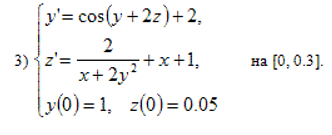 y' = cos(y + 2z) + 2,
3) z' = 2/(x + 2y²) + x + 1, на [0, 0.3].
y(0) = 1, z(0) = 0.05